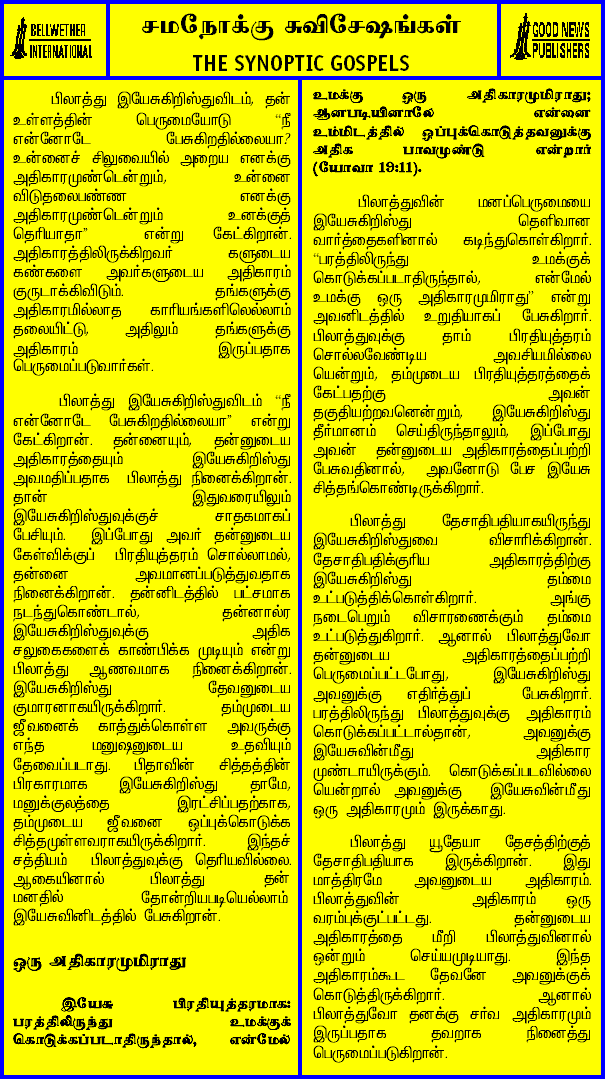 BELLWETHER
INTERNATIONAL
சமநோக்கு சுவிசேஷங்கள்
THE SYNOPTIC GOSPELS
GOOD NEWS
PUBLISHERS
பிலாத்து இயேசுகிறிஸ்துவிடம், தன்
உள்ளத்தின் பெருமையோடு “நீ
என்னோடே பேசுகிறதில்லையா?
உன்னைச் சிலுவையில் அறைய எனக்கு
அதிகாரமுண்டென்றும், உன்னை
விடுதலைபண்ண எனக்கு
அதிகாரமுண்டென்றும் உனக்குத்
தெரியாதா” என்று கேட்கிறான்.
அதிகாரத்திலிருக்கிறவர் களுடைய
கண்களை அவர்களுடைய அதிகாரம்
குருடாக்கிவிடும். தங்களுக்கு
அதிகாரமில்லாத காரியங்களிலெல்லாம்
தலையிட்டு, அதிலும் தங்களுக்கு
அதிகாரம் இருப்பதாக
பெருமைப்படுவார்கள்.
பிலாத்து இயேசுகிறிஸ்துவிடம் “நீ
என்னோடே பேசுகிறதில்லையா” என்று
கேட்கிறான். தன்னையும், தன்னுடைய
அதிகாரத்தையும் இயேசுகிறிஸ்து
அவமதிப்பதாக பிலாத்து நினைக்கிறான்.
தான் இதுவரையிலும்
இயேசுகிறிஸ்துவுக்குச் சாதகமாகப்
பேசியும். இப்போது அவர் தன்னுடைய
கேள்விக்குப் பிரதியுத்தரம் சொல்லாமல்,
தன்னை அவமானப்படுத்துவதாக
நினைக்கிறான். தன்னிடத்தில் பட்சமாக
நடந்துகொண்டால், தன்னால்ர
இயேசுகிறிஸ்துவுக்கு அதிக
சலுகைகளைக் காண்பிக்க முடியும் என்று
பிலாத்து ஆணவமாக நினைக்கிறான்.
இயேசுகிறிஸ்து தேவனுடைய
குமாரனாகயிருக்கிறார். தம்முடைய
ஜீவனைக் காத்துக்கொள்ள அவருக்கு
எந்த மனுஷனுடைய உதவியும்
தேவைப்படாது. பிதாவின் சித்தத்தின்
பிரகாரமாக இயேசுகிறிஸ்து தாமே,
மனுக்குலத்தை இரட்சிப்பதற்காக,
தம்முடைய ஜீவனை ஒப்புக்கொடுக்க
சித்தமுள்ளவராகயிருக்கிறார். இந்தச்
சத்தியம் பிலாத்துவுக்கு தெரியவில்லை.
ஆகையினால் பிலாத்து தன்
மனதில் தோன்றியபடியெல்லாம்
இயேசுவினிடத்தில் பேசுகிறான்.
ஒரு அதிகாரமுமிராது
இயேசு பிரதியுத்தரமாக:
பரத்திலிருந்து உமக்குக்
கொடுக்கப்படாதிருந்தால், என்மேல்
உமக்கு ஒரு அதிகாரமுமிராது;
ஆனபடியினாலே என்னை
உம்மிடத்தில் ஒப்புக்கொடுத்தவனுக்கு
அதிக பாவமுண்டு என்றார்
(யோவா 19:11).
பிலாத்துவின் மனப்பெருமையை
இயேசுகிறிஸ்து தெளிவான
வார்த்தைகளினால் கடிந்துகொள்கிறார்.
“பரத்திலிருந்து உமக்குக்
கொடுக்கப்படாதிருந்தால், என்மேல்
உமக்கு ஒரு அதிகாரமுமிராது” என்று
அவனிடத்தில் உறுதியாகப் பேசுகிறார்.
பிலாத்துவுக்கு தாம் பிரதியுத்தரம்
சொல்லவேண்டிய அவசியமில்லை
யென்றும், தம்முடைய பிரதியுத்தரத்தைக்
கேட்பதற்கு அவன்
தகுதியற்றவனென்றும், இயேசுகிறிஸ்து
தீர்மானம் செய்திருந்தாலும், இப்போது
அவன் தன்னுடைய அதிகாரத்தைப்பற்றி
பேசுவதினால், அவனோடு பேச இயேசு
சித்தங்கொண்டிருக்கிறார்.
பிலாத்து தேசாதிபதியாகயிருந்து
இயேசுகிறிஸ்துவை விசாரிக்கிறான்.
தேசாதிபதிக்குரிய அதிகாரத்திற்கு
இயேசுகிறிஸ்து தம்மை
உட்படுத்திக்கொள்கிறார். அங்கு
நடைபெறும் விசாரணைக்கும் தம்மை
உட்படுத்துகிறார். ஆனால் பிலாத்துவோ
தன்னுடைய அதிகாரத்தைப்பற்றி
பெருமைப்பட்டபோது, இயேசுகிறிஸ்து
அவனுக்கு எதிர்த்துப் பேசுகிறார்.
பரத்திலிருந்து பிலாத்துவுக்கு அதிகாரம்
கொடுக்கப்பட்டால்தான், அவனுக்கு
இயேசுவின்மீது அதிகார
முண்டாயிருக்கும். கொடுக்கப்படவில்லை
யென்றால் அவனுக்கு இயேசுவின்மீது
ஒரு அதிகாரமும் இருக்காது.
பிலாத்து யூதேயா தேசத்திற்குத்
தேசாதிபதியாக இருக்கிறான். இது
மாத்திரமே அவனுடைய அதிகாரம்.
பிலாத்துவின் அதிகாரம் ஒரு
வரம்புக்குட்பட்டது. தன்னுடைய
அதிகாரத்தை மீறி பிலாத்துவினால்
ஒன்றும் செய்யமுடியாது. இந்த
அதிகாரம்கூட தேவனே அவனுக்குக்
கொடுத்திருக்கிறார். ஆனால்
பிலாத்துவோ தனக்கு சர்வ அதிகாரமும்
இருப்பதாக தவறாக நினைத்து
பெருமைப்படுகிறான்.